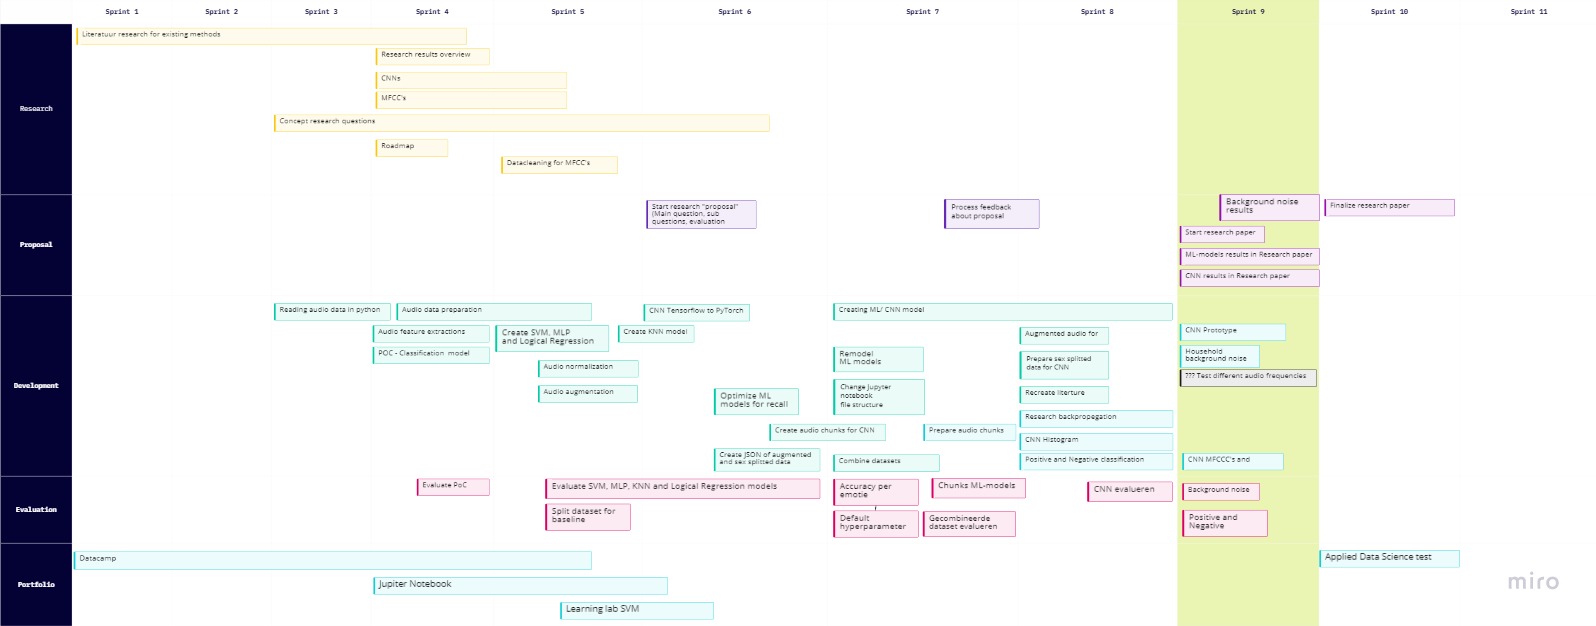 Sprint 1
Sprint 2
Sprint 3
Sprint 4
Sprint 5
Sprint 6
Sprint 7
Sprint 8
Sprint 9
Sprint 10
Sprint 11
Research
Literatuur research for existing methods
Research results overview
CNNs
MFCC's
Concept research questions
Roadmap
Datacleaning for MFCC's
Proposal
Start research "proposal"
(Main question, sub
questions, evaluation
Process feedback
about proposal
Background noise
results
Finalize research paper
Start research paper
ML-models results in Research paper
CNN results in Research paper
Development
Reading audio data in python
Audio data preparation
CNN Tensorflow to PyTorch
Creating ML/ CNN model
Audio feature extractions
Create SVM, MLP
and Logical Regression
Create KNN model
Augmented audio for
CNN Prototype
POC - Classification model
Remodel
ML models
Prepare sex splitted
data for CNN
Household
background noise
Audio normalization
??? Test different audio frequencies
Audio augmentation
Optimize ML
models for recall
Change Jupyter
notebook
file structure
Recreate literture
Research backpropegation
Create audio chunks for CNN
Prepare audio chunks
CNN Histogram
Create JSON of augmented
and sex splitted data
Combine datasets
Positive and Negative classification
CNN MFCCC's and
Evaluation
Evaluate PoC
Evaluate SVM, MLP, KNN and Logical Regression models
Accuracy per
emotie
Chunks ML-models
CNN evalueren
Background noise
Split dataset for
baseline
Default
hyperparameter
Gecombineerde
dataset evalueren
Positive and
Negative
Portfolio
Datacamp
Applied Data Science test
Jupiter Notebook
Learning lab SVM
miro